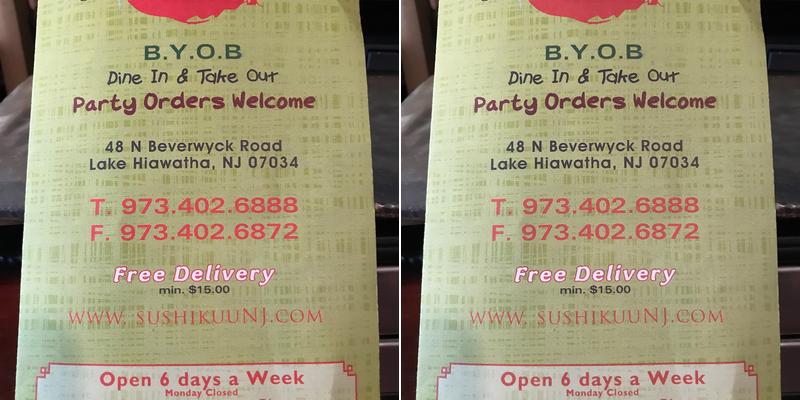 B.Y.O.B
Dine In & Take Out
Party Orders Welcome
48 N Beverwyck Road
Lake Hiawatha, NJ 07034
T. 973.402.6888
F. 973.402.6872
Free Delivery
min. $15.00
WWW. SUSHIKUUNJ.COM
Open 6 days a Week
Monday Closed
B.Y.O.B
Dine In & Take Out
Party Orders Welcome
48 N Beverwyck Road
Lake Hiawatha, NJ 07034
T. 973.402.6888
F. 973.402.6872
Free Delivery
min. $15.00
WWW. SUSHIKUUNJ.COM
Open 6 days a Week
Monday Closed